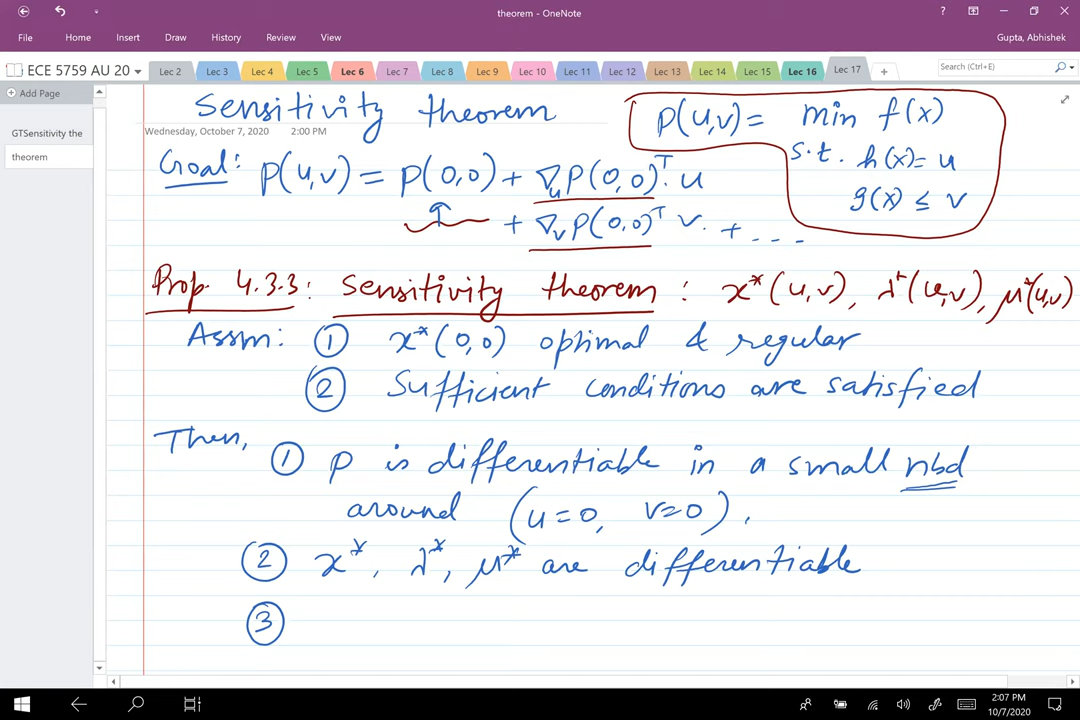 theorem - OneNote
Gupta, Abhishek
File Home Insert Draw History Review View
ECE 5759 AU 20
Lec 2 Lec 3 Lec 4 Lec 5 Lec 6 Lec 7 Lec 8 Lec 9 Lec 10 Lec 11 Lec 12 Lec 13 Lec 14 Lec 15 Lec 16 Lec 17
Search (Ctrl+E)
Add Page
GTSensitivity the
theorem
Sensitivity theorem
Wednesday, October 7, 2020 2:00 PM
P(u,v) = min f(x)
s.t. h(x) = u
g(x) ≤ v
Goal: P(u,v) = P(0,0) + ∇uP(0,0)ᵀ. u
+ ∇vP(0,0)ᵀ v. + ....
Prop. 4.3.3: Sensitivity theorem : x*(u,v), λ*(u,v), μ*(u,v)
Assm: ① x*(0,0) optimal & regular
② Sufficient conditions are satisfied
Then,
① P is differentiable in a small nbd
around (u=0, v=0).
② x*, λ*, μ* are differentiable
③
2:07 PM
10/7/2020